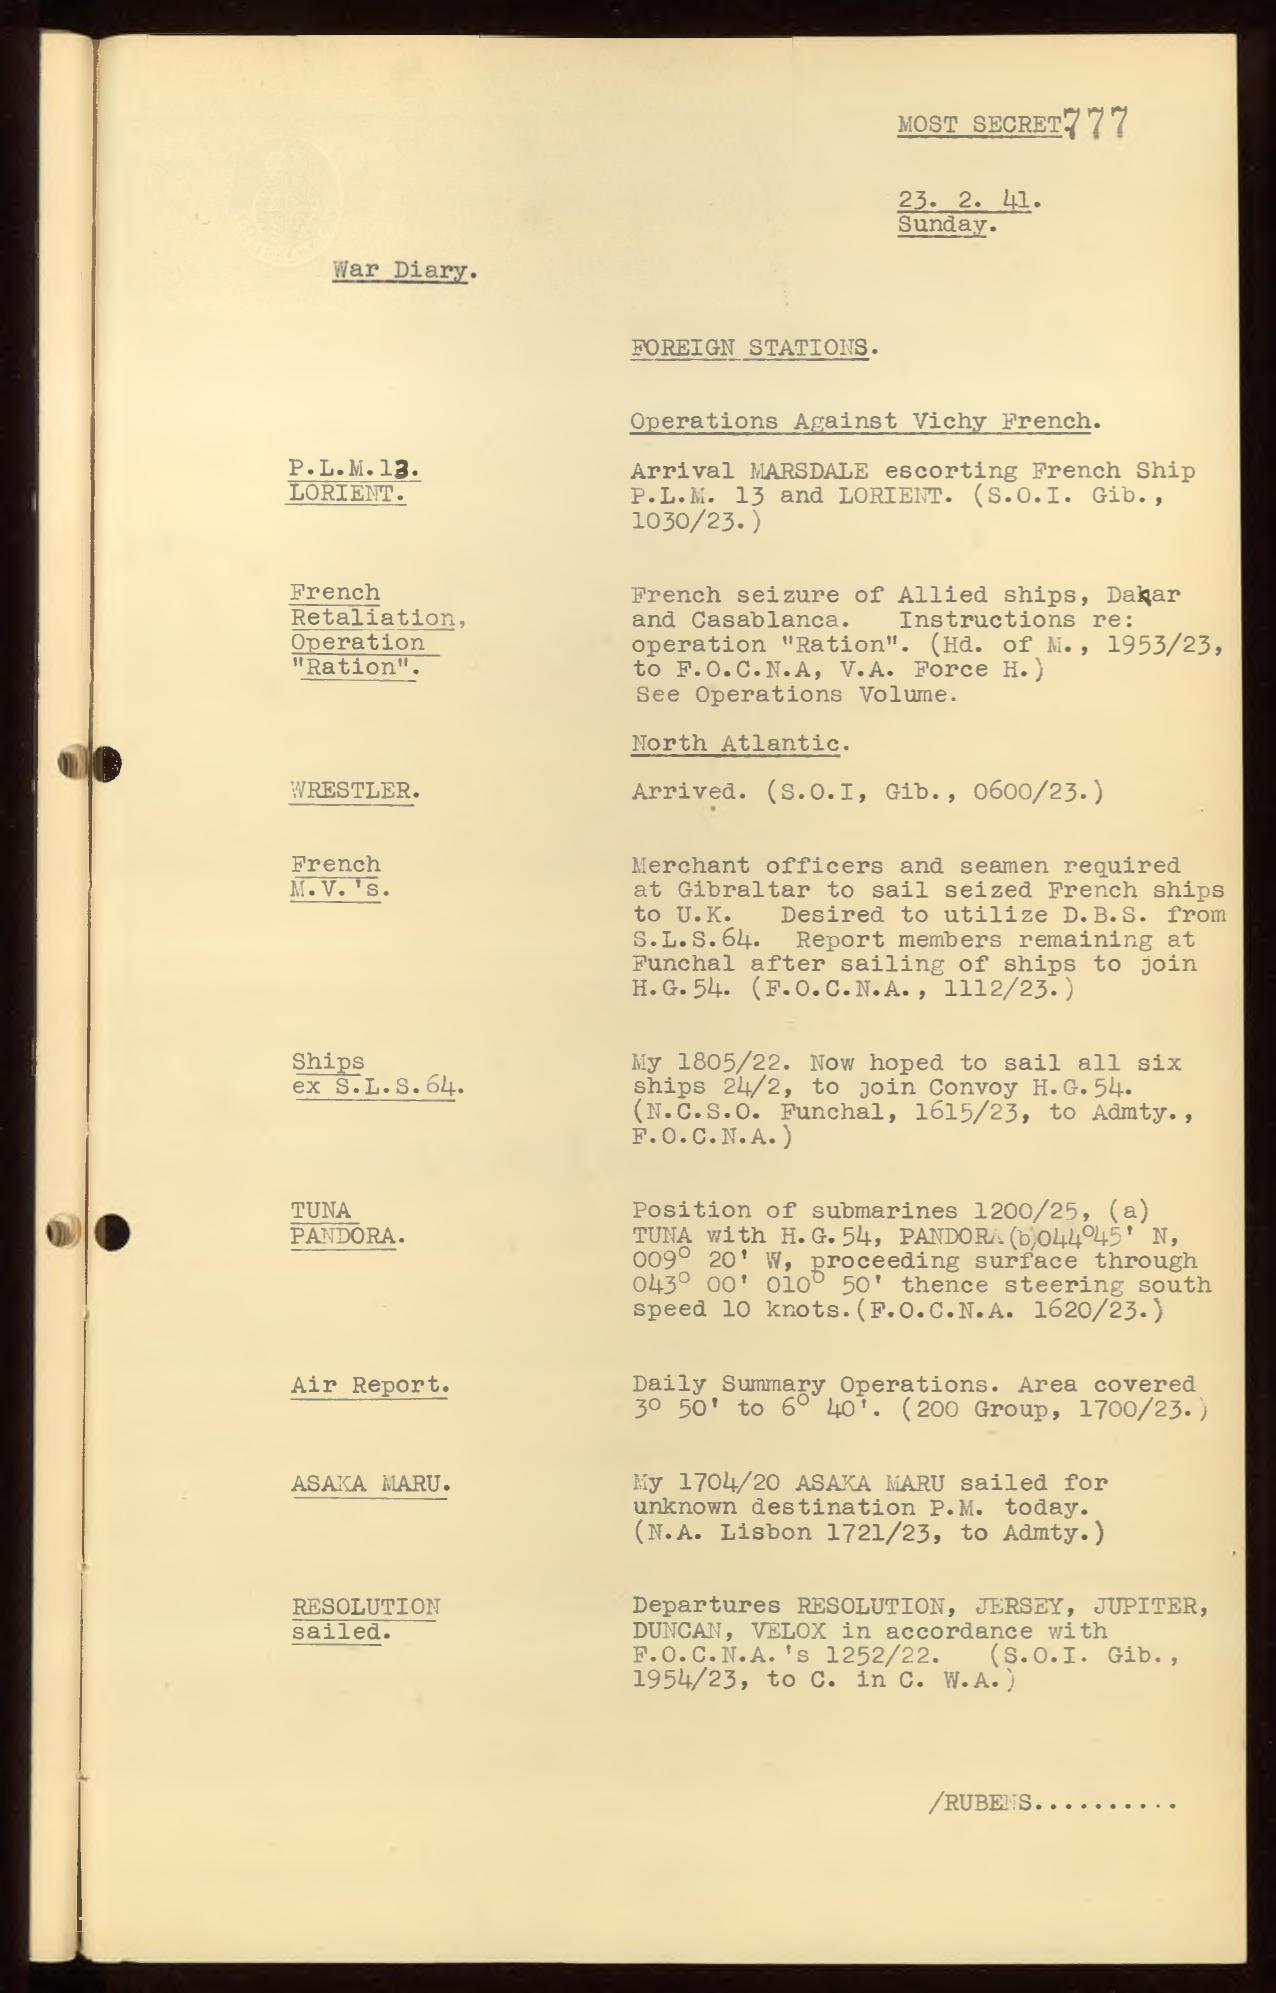 MOST SECRET.777
23. 2. 41.
Sunday.
War Diary.
FOREIGN STATIONS.
Operations Against Vichy French.
P.L.M.13.
LORIENT.
Arrival MARSDALE escorting French Ship
P.L.M. 13 and LORIENT. (S.O.I. Gib.,
1030/23.)
French
Retaliation,
Operation
"Ration".
French seizure of Allied ships, Dakar
and Casablanca. Instructions re:
operation "Ration". (Hd. of M., 1953/23,
to F.O.C.N.A, V.A. Force H.)
See Operations Volume.
North Atlantic.
WRESTLER.
Arrived. (S.O.I, Gib., 0600/23.)
French
M.V.'s.
Merchant officers and seamen required
at Gibraltar to sail seized French ships
to U.K. Desired to utilize D.B.S. from
S.L.S.64. Report members remaining at
Funchal after sailing of ships to join
H.G.54. (F.O.C.N.A., 1112/23.)
Ships
ex S.L.S.64.
My 1805/22. Now hoped to sail all six
ships 24/2, to join Convoy H.G.54.
(N.C.S.O. Funchal, 1615/23, to Admty.,
F.O.C.N.A.)
TUNA
PANDORA.
Position of submarines 1200/25, (a)
TUNA with H.G.54, PANDORA (b) 044°45' N,
009° 20' W, proceeding surface through
043° 00' 010° 50' thence steering south
speed 10 knots.(F.O.C.N.A. 1620/23.)
Air Report.
Daily Summary Operations. Area covered
3° 50' to 6° 40'. (200 Group, 1700/23.)
ASAKA MARU.
My 1704/20 ASAKA MARU sailed for
unknown destination P.M. today.
(N.A. Lisbon 1721/23, to Admty.)
RESOLUTION
sailed.
Departures RESOLUTION, JERSEY, JUPITER,
DUNCAN, VELOX in accordance with
F.O.C.N.A.'s 1252/22. (S.O.I. Gib.,
1954/23, to C. in C. W.A.)
/RUBENS..........